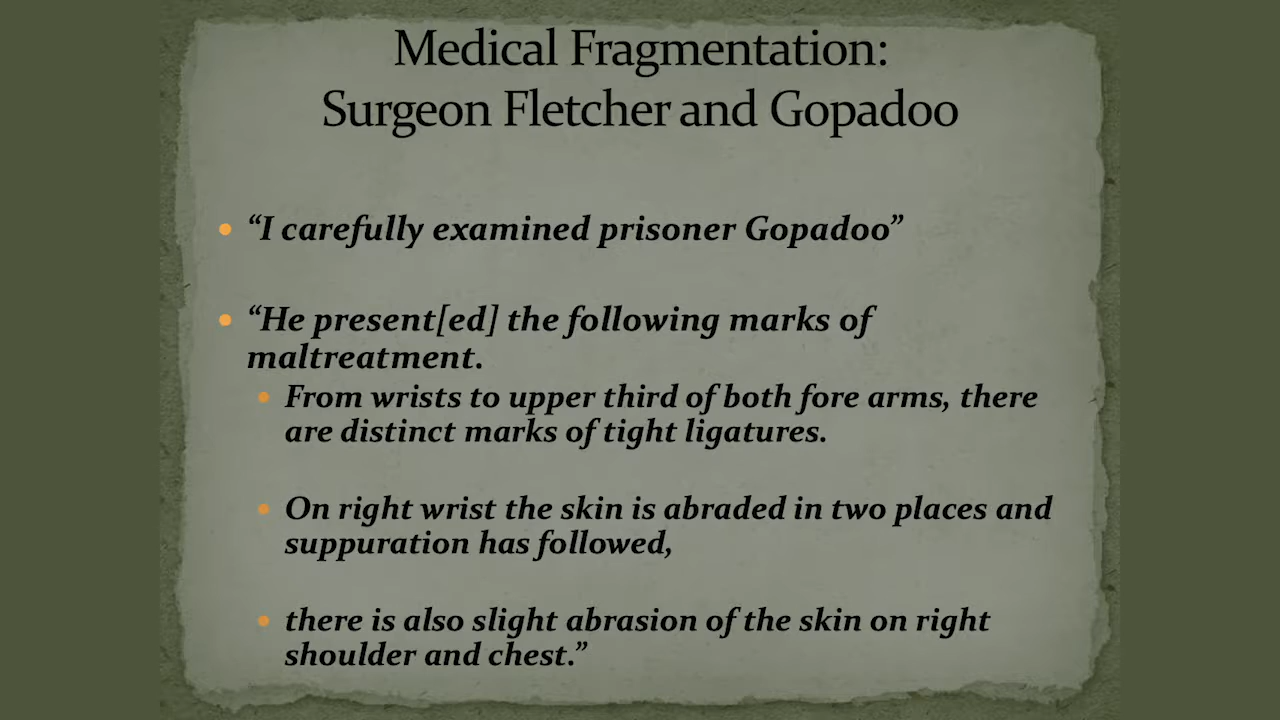 Medical Fragmentation:
Surgeon Fletcher and Gopadoo
“I carefully examined prisoner Gopadoo”
“He present[ed] the following marks of
maltreatment.
From wrists to upper third of both fore arms, there
are distinct marks of tight ligatures.
On right wrist the skin is abraded in two places and
suppuration has followed,
there is also slight abrasion of the skin on right
shoulder and chest.”